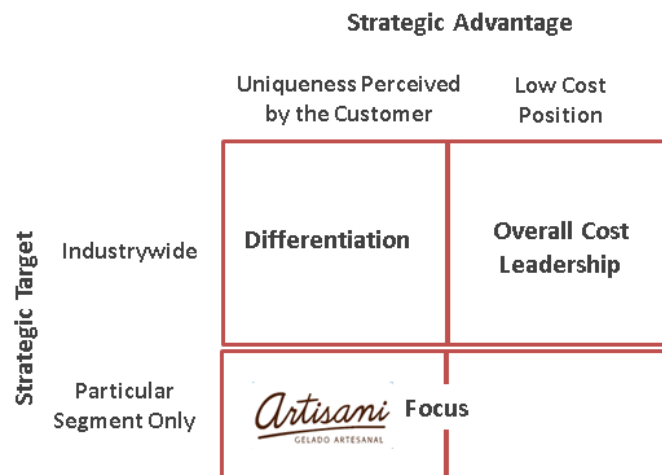 Strategic Advantage
Uniqueness Perceived
by the Customer
Low Cost
Position
Strategic Target
Industrywide
Differentiation
Overall Cost
Leadership
Particular
Segment Only
Artisani
GELADO ARTESANAL
Focus